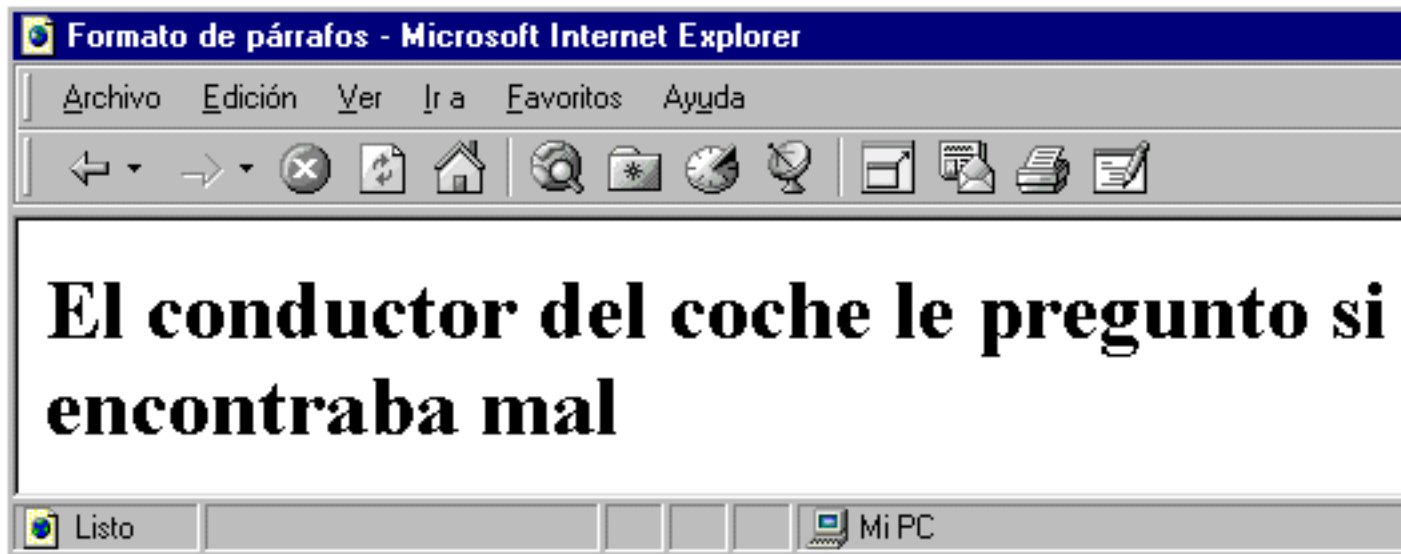 Formato de párrafos - Microsoft Internet Explorer
Archivo Edición Ver Ir a Favoritos Ayuda
El conductor del coche le pregunto si
encontraba mal
Listo Mi PC